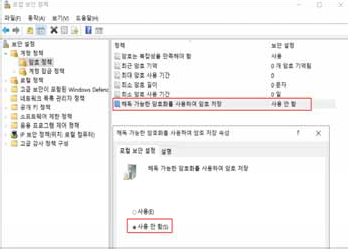 로컬 보안 정책
파일(F) 동작(A) 보기(V) 도움말(H)
보안 설정
계정 정책
암호 정책
계정 잠금 정책
로컬 정책
고급 보안이 포함된 Windows Defend
네트워크 목록 관리자 정책
공개 키 정책
소프트웨어 제한 정책
응용 프로그램 제어 정책
IP 보안 정책(위치: 로컬 컴퓨터)
고급 감사 정책 구성
정책 보안 설정
암호는 복잡성을 만족해야 함 사용
최근 암호 기억 0 개 암호 기억됨
최대 암호 사용 기간 0
최소 암호 길이 0 문자
최소 암호 사용 기간 0 일
해독 가능한 암호화를 사용하여 암호 저장 사용 안 함
해독 가능한 암호화를 사용하여 암호 저장 속성 ?
로컬 보안 설정 설명
해독 가능한 암호화를 사용하여 암호 저장
사용(E)
사용 안 함(S)